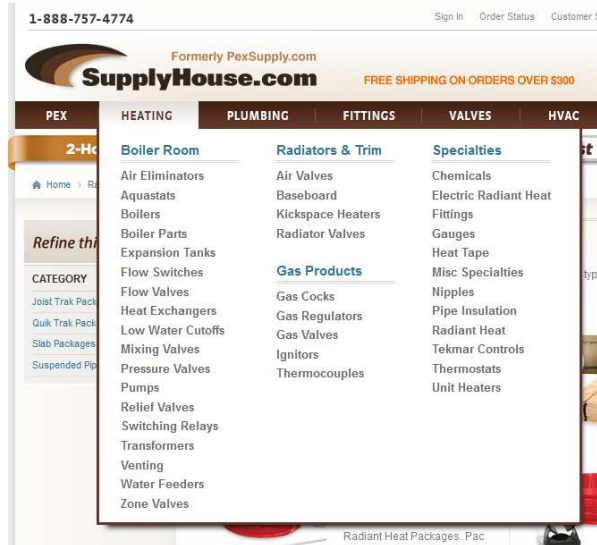 1-888-757-4774
Sign In Order Status Customer
Formerly PexSupply.com
SupplyHouse.com
FREE SHIPPING ON ORDERS OVER $300
PEX HEATING PLUMBING FITTINGS VALVES HVAC
2-Ho
st
Home > Ra
Refine thi
CATEGORY
Joist Trak Pack
Quik Trak Pack
Slab Packages
Suspended Pip
Boiler Room
Air Eliminators
Aquastats
Boilers
Boiler Parts
Expansion Tanks
Flow Switches
Flow Valves
Heat Exchangers
Low Water Cutoffs
Mixing Valves
Pressure Valves
Pumps
Relief Valves
Switching Relays
Transformers
Venting
Water Feeders
Zone Valves
Radiators & Trim
Air Valves
Baseboard
Kickspace Heaters
Radiator Valves
Gas Products
Gas Cocks
Gas Regulators
Gas Valves
Ignitors
Thermocouples
Specialties
Chemicals
Electric Radiant Heat
Fittings
Gauges
Heat Tape
Misc Specialties
Nipples
Pipe Insulation
Radiant Heat
Tekmar Controls
Thermostats
Unit Heaters
typ
Radiant Heat Packages. Pac